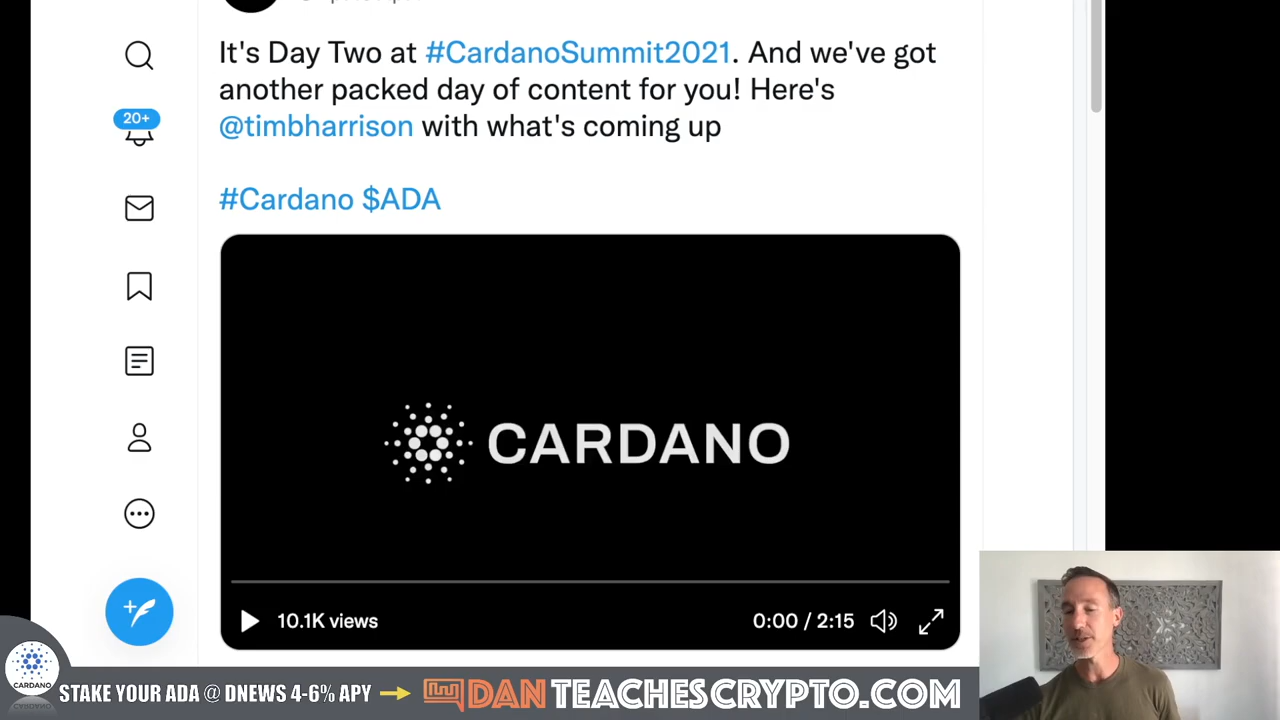 It's Day Two at #CardanoSummit2021. And we've got
another packed day of content for you! Here's
@timbharrison with what's coming up
#Cardano $ADA
20+
CARDANO
10.1K views
0:00 / 2:15
CARDANO
STAKE YOUR ADA @ DNEWS 4-6% APY
DANTEACHESCRYPTO.COM